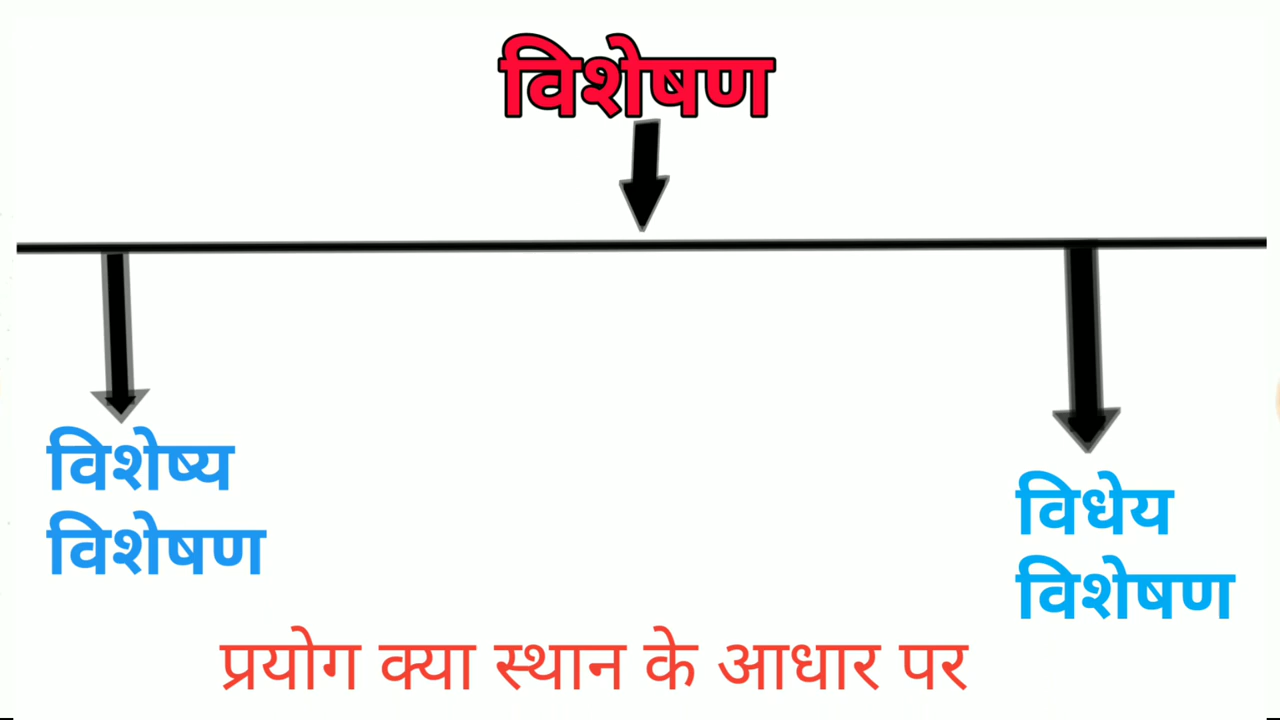 विशेषण
विशेष्य
विशेषण
विधेय
विशेषण
प्रयोग क्या स्थान के आधार पर